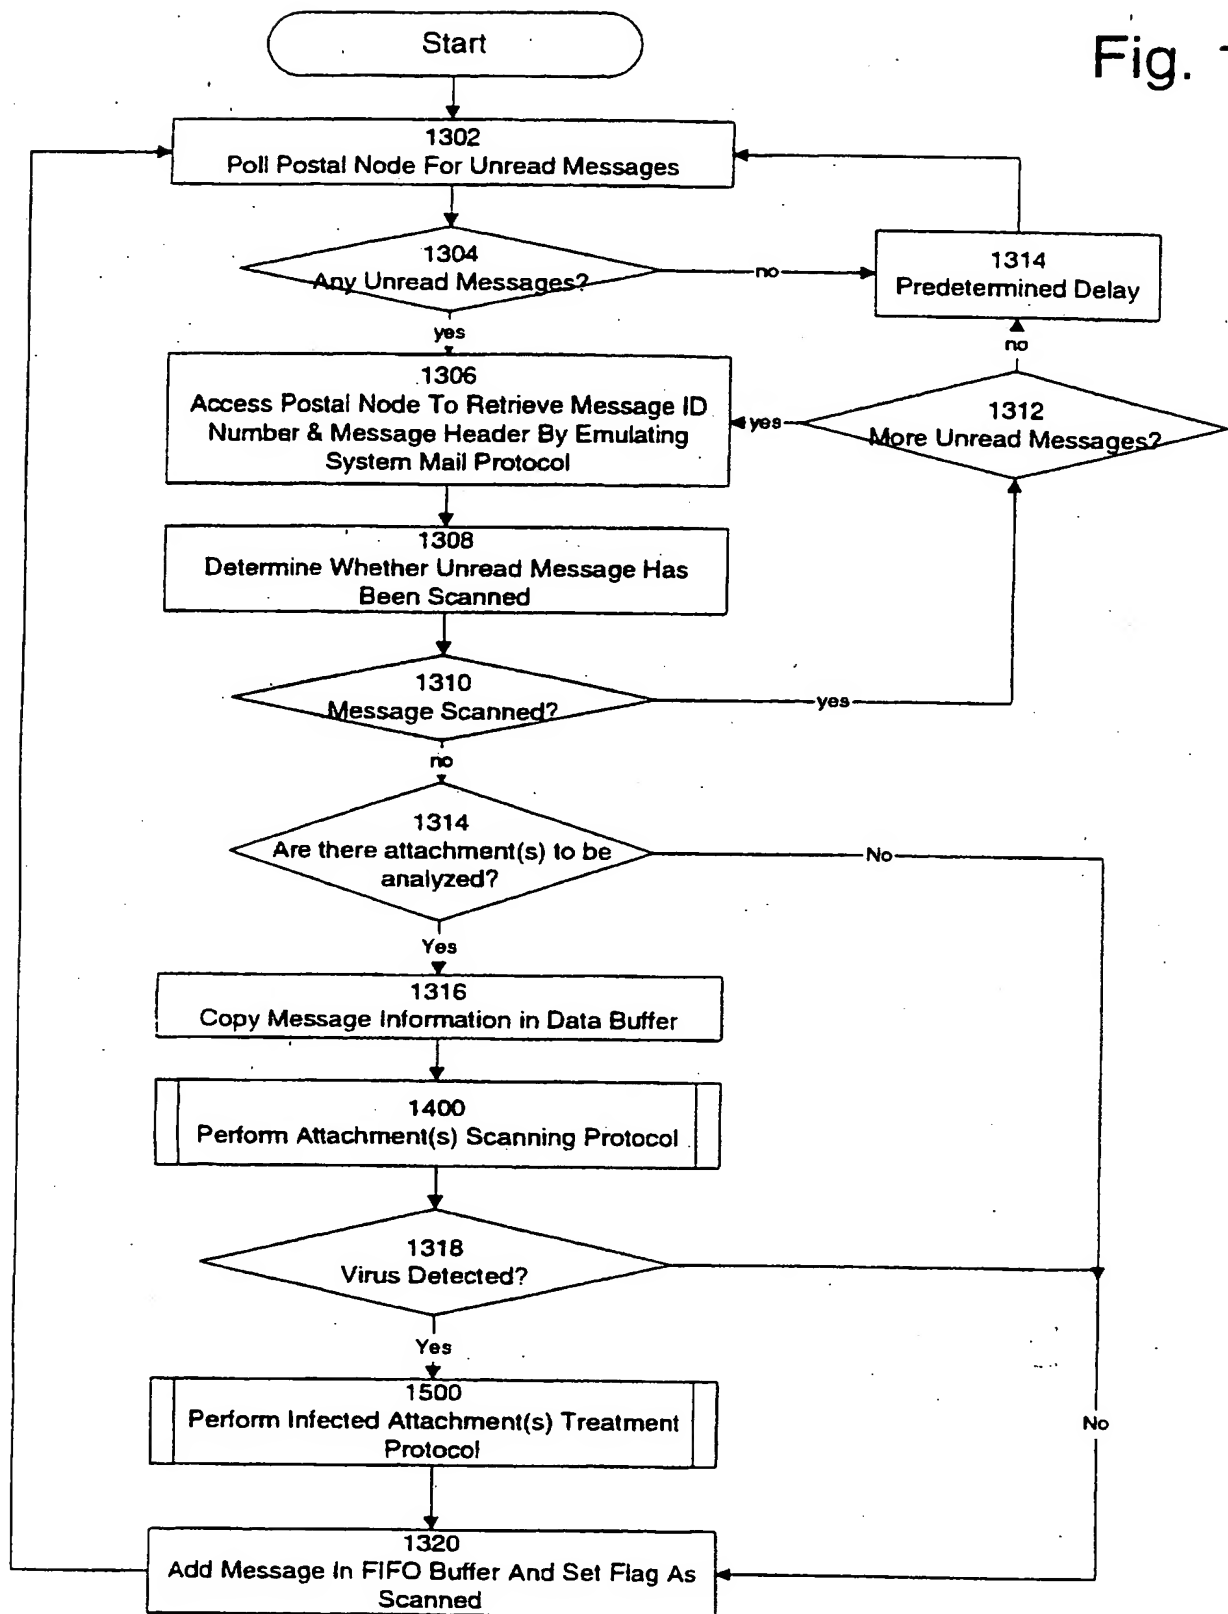 Start
Fig.
1302
Poll Postal Node For Unread Messages
1304
Any Unread Messages?
no
1314
Predetermined Delay
yes
no
1306
Access Postal Node To Retrieve Message ID
Number & Message Header By Emulating
System Mail Protocol
yes
1312
More Unread Messages?
1308
Determine Whether Unread Message Has
Been Scanned
1310
Message Scanned?
yes
no
1314
Are there attachment(s) to be
analyzed?
No
Yes
1316
Copy Message Information in Data Buffer
1400
Perform Attachment(s) Scanning Protocol
1318
Virus Detected?
Yes
1500
Perform Infected Attachment(s) Treatment
Protocol
No
1320
Add Message In FIFO Buffer And Set Flag As
Scanned